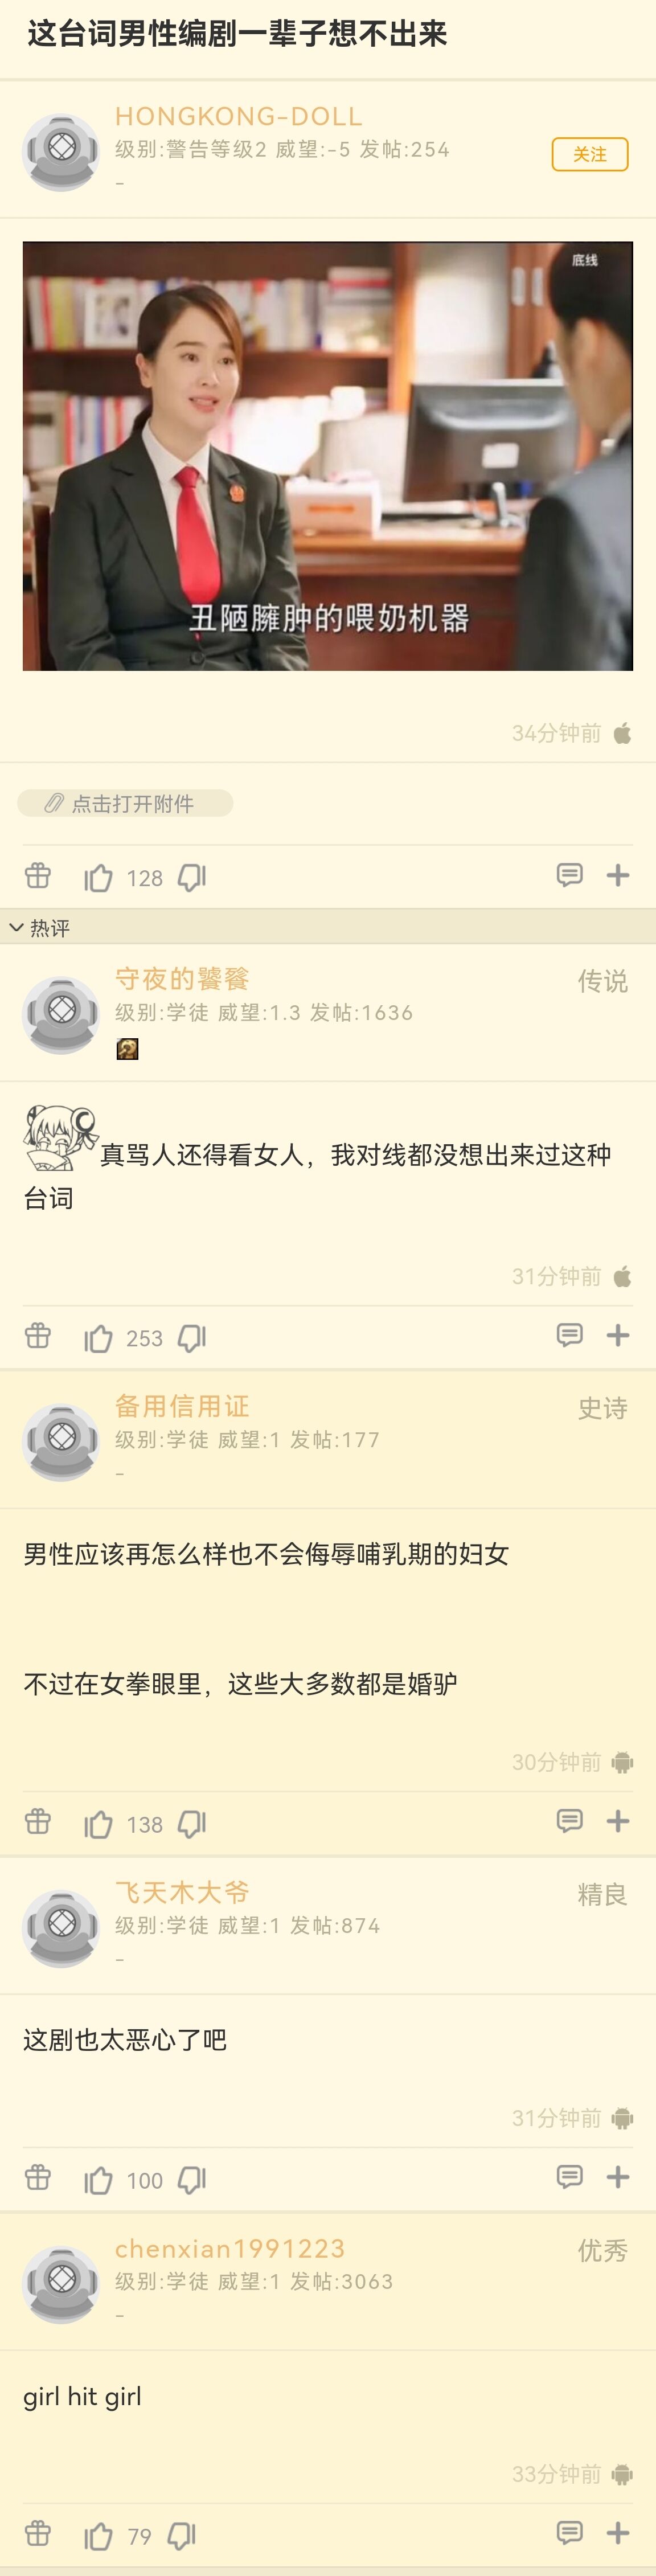 这台词男性编剧一辈子想不出来
HONGKONG-DOLL
级别:警告等级2 威望:-5 发帖:254
关注
-
底线
丑陋臃肿的喂奶机器
34分钟前
点击打开附件
128
热评
守夜的饕餮
传说
级别:学徒 威望:1.3 发帖:1636
真骂人还得看女人，我对线都没想出来过这种
台词
31分钟前
253
备用信用证
史诗
级别:学徒 威望:1 发帖:177
-
男性应该再怎么样也不会侮辱哺乳期的妇女
不过在女拳眼里，这些大多数都是婚驴
30分钟前
138
飞天木大爷
精良
级别:学徒 威望:1 发帖:874
-
这剧也太恶心了吧
31分钟前
100
chenxian1991223
优秀
级别:学徒 威望:1 发帖:3063
-
girl hit girl
33分钟前
79